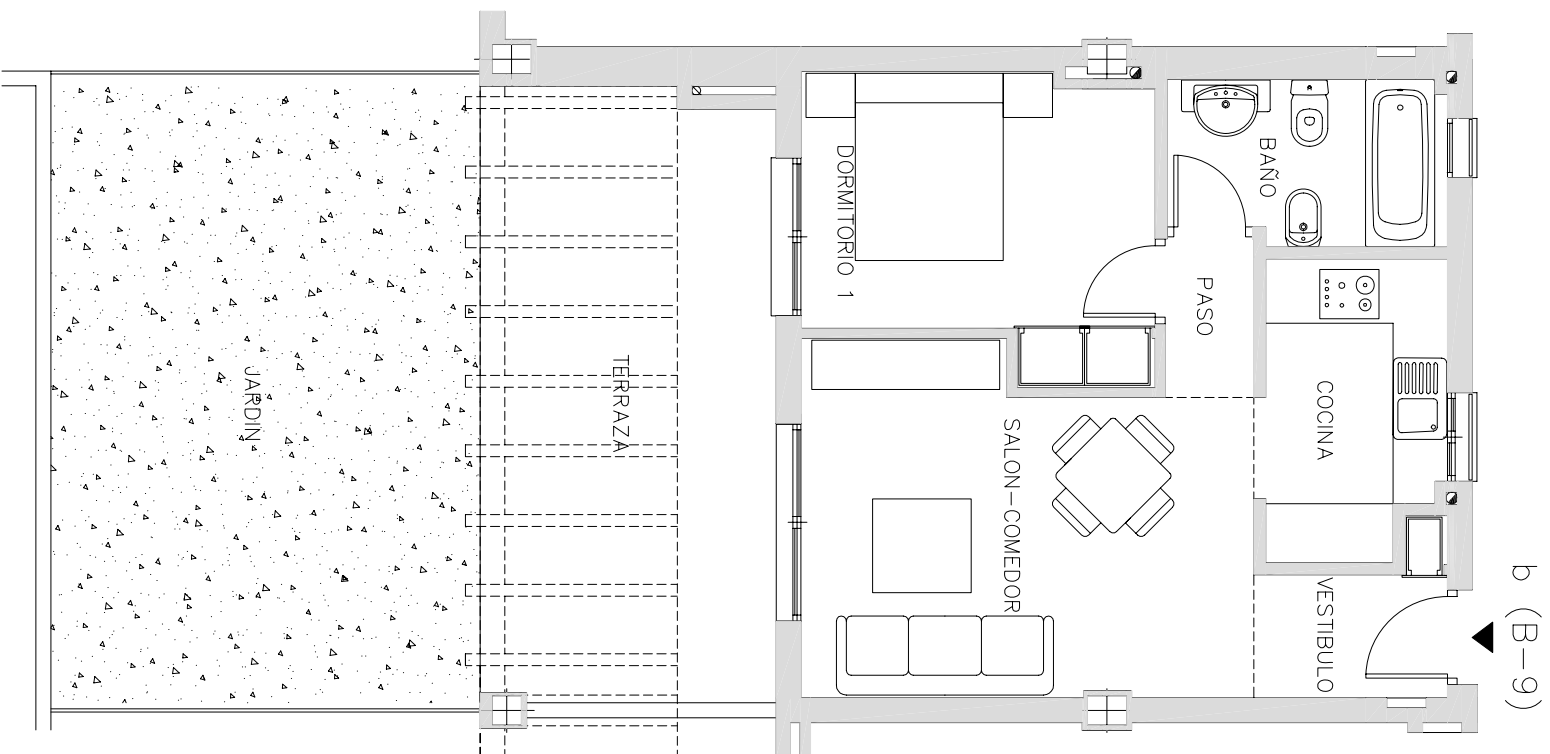 b (B-9)
BAÑO
DORMITORIO 1
PASO
COCINA
TERRAZA
JARDIN
SALON-COMEDOR
VESTIBULO